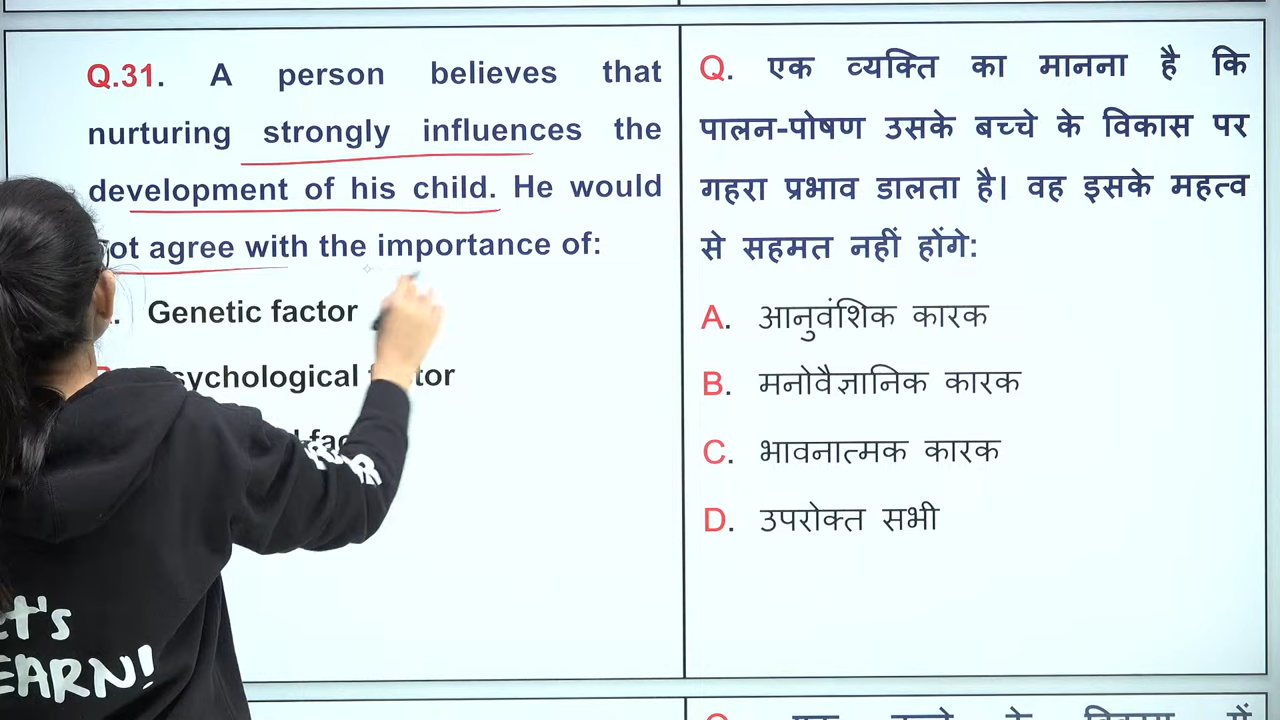 Q.31. A person believes that
nurturing strongly influences the
development of his child. He would
agree with the importance of:
Genetic factor
Psychological
Q. एक व्यक्ति का मानना है कि
पालन-पोषण उसके बच्चे के विकास पर
गहरा प्रभाव डालता है। वह इसके महत्व
से सहमत नहीं होंगे:
A. आनुवंशिक कारक
B. मनोवैज्ञानिक कारक
C. भावनात्मक कारक
D. उपरोक्त सभी